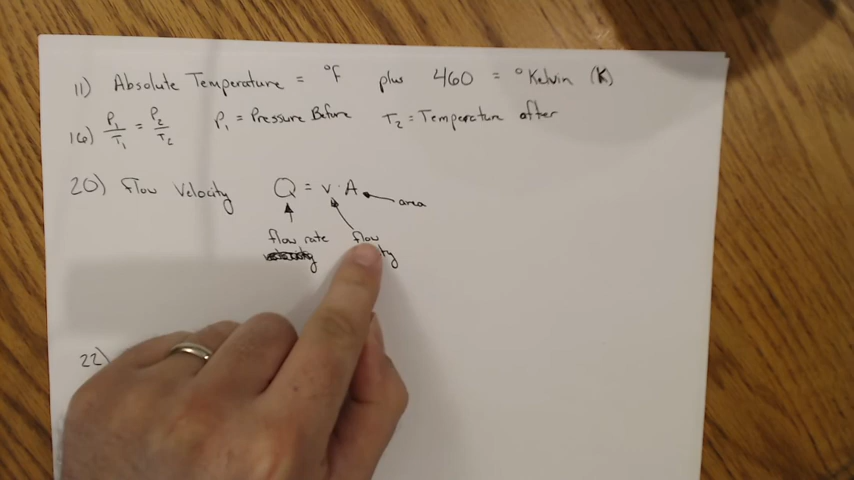 11) Absolute Temperature = °F plus 460 = °Kelvin (K)
16) P1/T1 = P2/T2 P1 = Pressure Before T2 = Temperature after
20) Flow Velocity Q = v · A
area
flow rate flow
22)